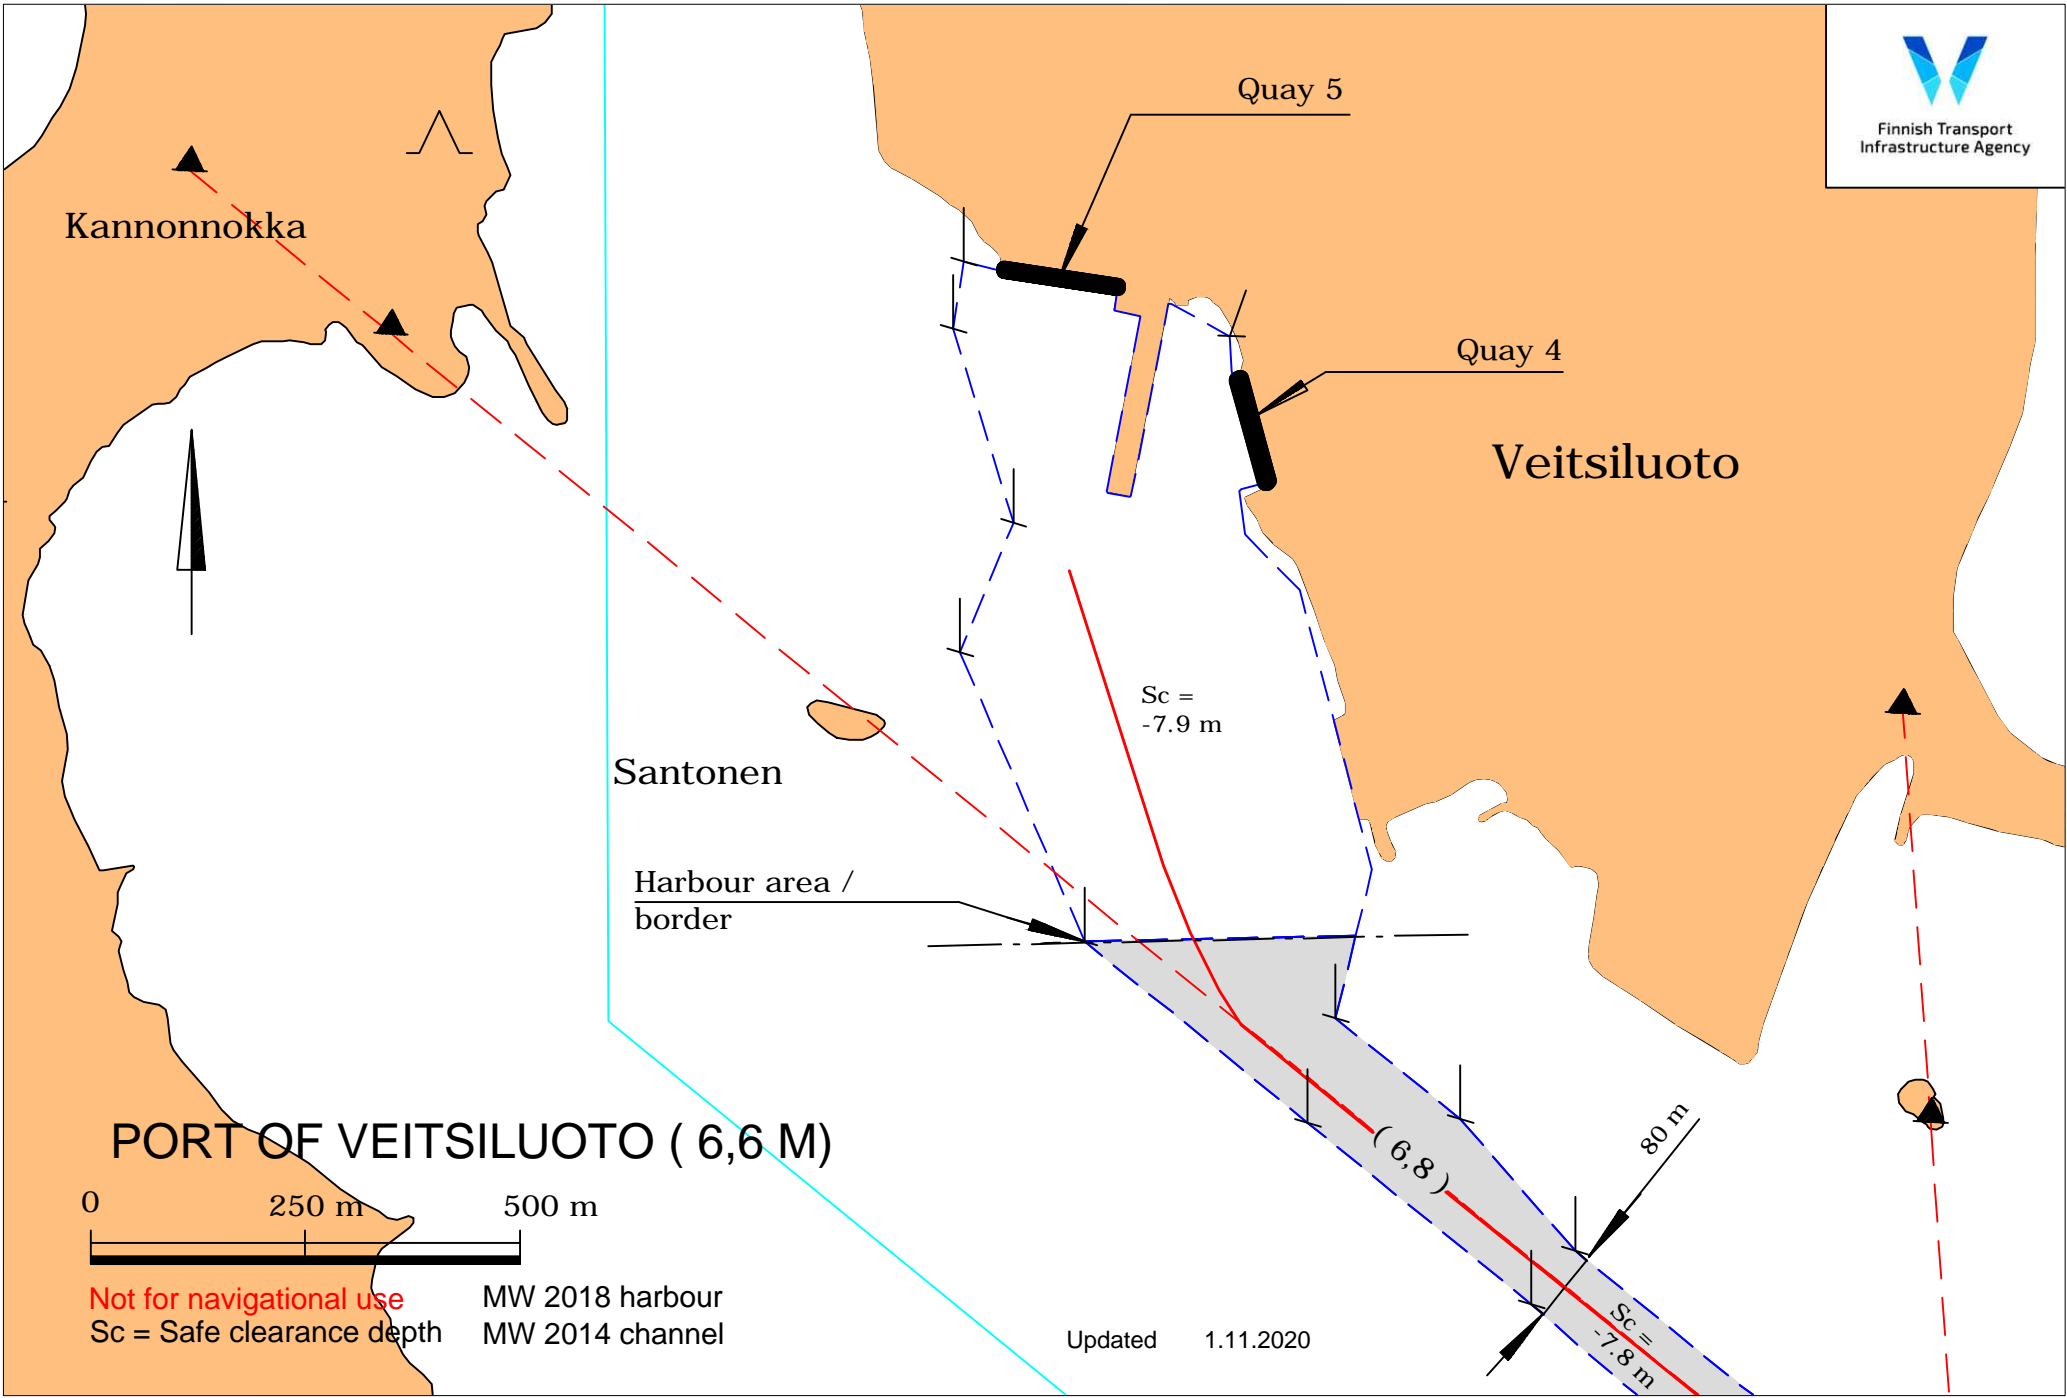 Quay 5
Finnish Transport
Infrastructure Agency
Kannonnokka
Quay 4
Veitsiluoto
Sc =
-7.9 m
Santonen
Harbour area /
border
80 m
( 6,8 )
PORT OF VEITSILUOTO ( 6,6 M)
0 250 m 500 m
Not for navigational use
Sc = Safe clearance depth
MW 2018 harbour
MW 2014 channel
Updated 1.11.2020
Sc =
-7.8 m